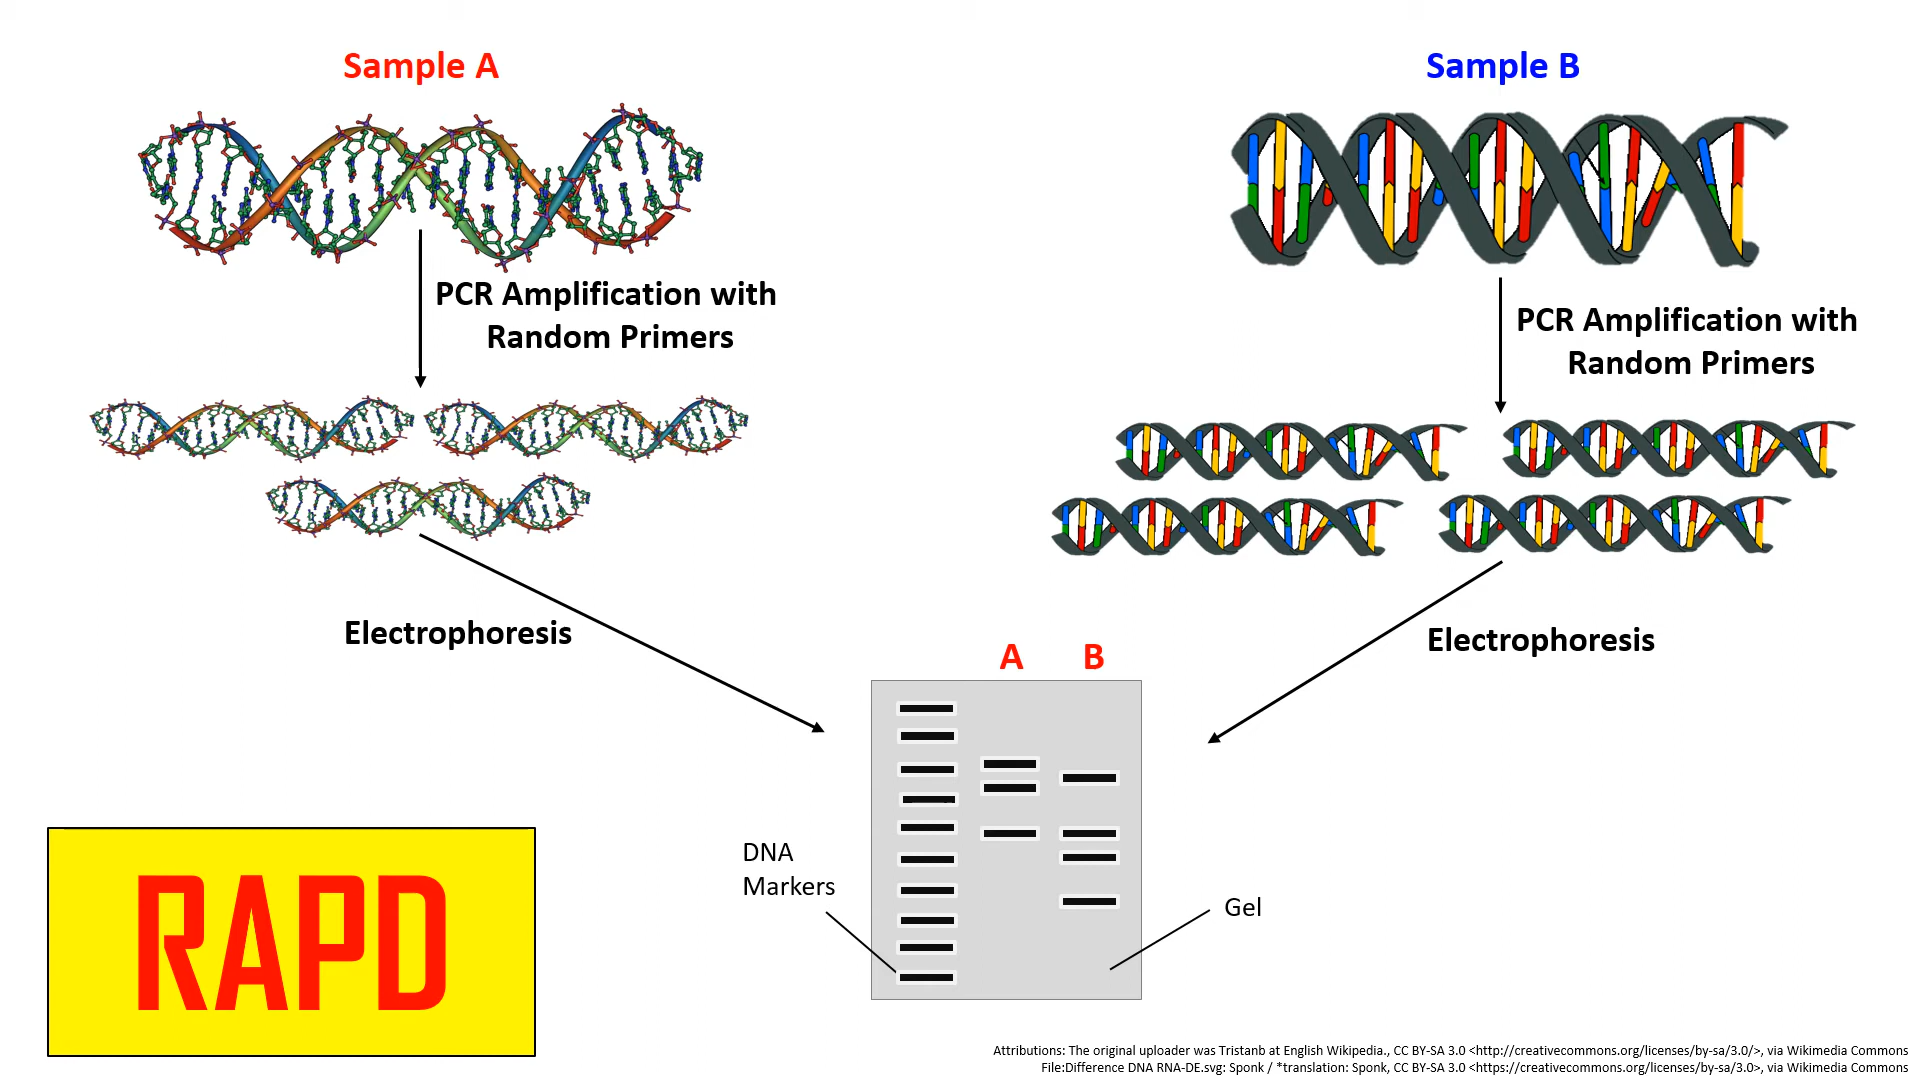 Sample A
Sample B
PCR Amplification with
Random Primers
PCR Amplification with
Random Primers
Electrophoresis
Electrophoresis
A
B
DNA
Markers
Gel
RAPD
Attributions: The original uploader was Tristanb at English Wikipedia., CC BY-SA 3.0 <http://creativecommons.org/licenses/by-sa/3.0/>, via Wikimedia Commons
File:Difference DNA RNA-DE.svg: Sponk / *translation: Sponk, CC BY-SA 3.0 <https://creativecommons.org/licenses/by-sa/3.0>, via Wikimedia Commons